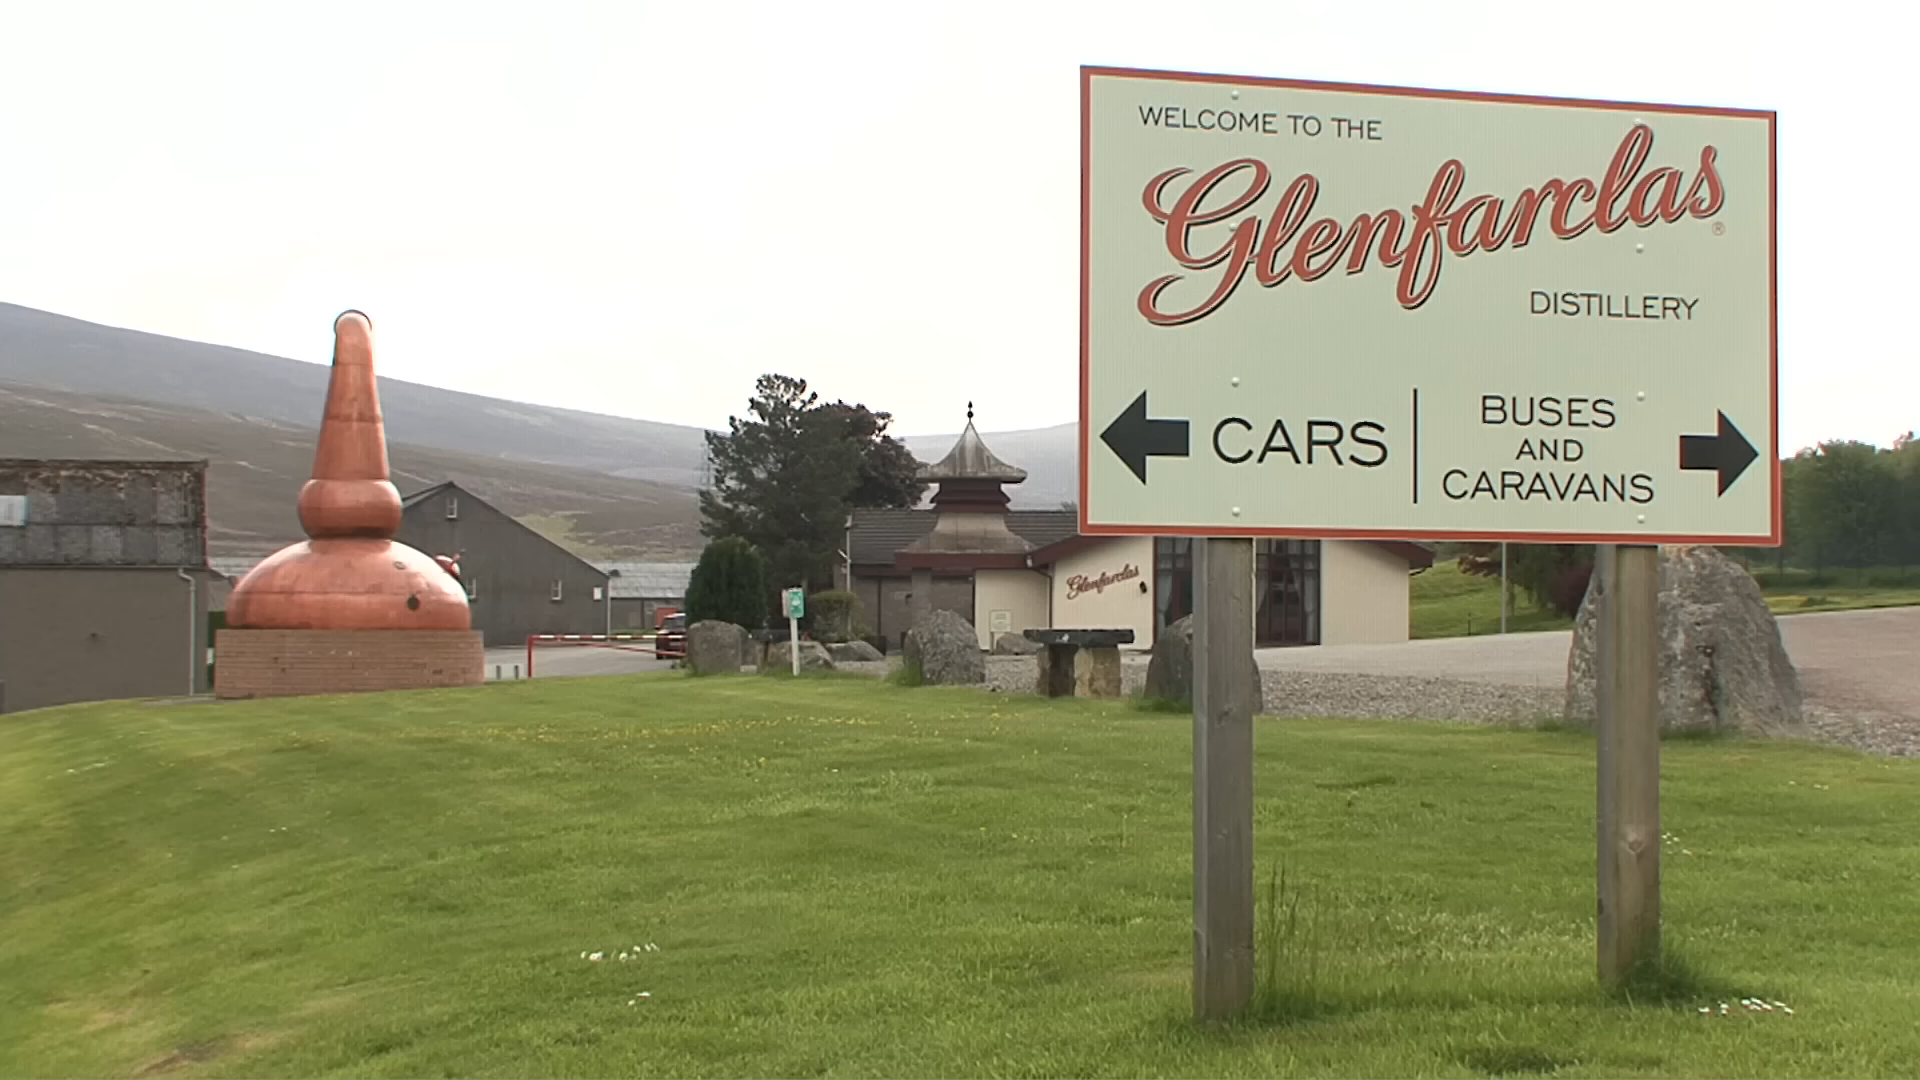 WELCOME TO THE
Glenfarclas®
DISTILLERY
CARS
BUSES
AND
CARAVANS
Glenfarclas